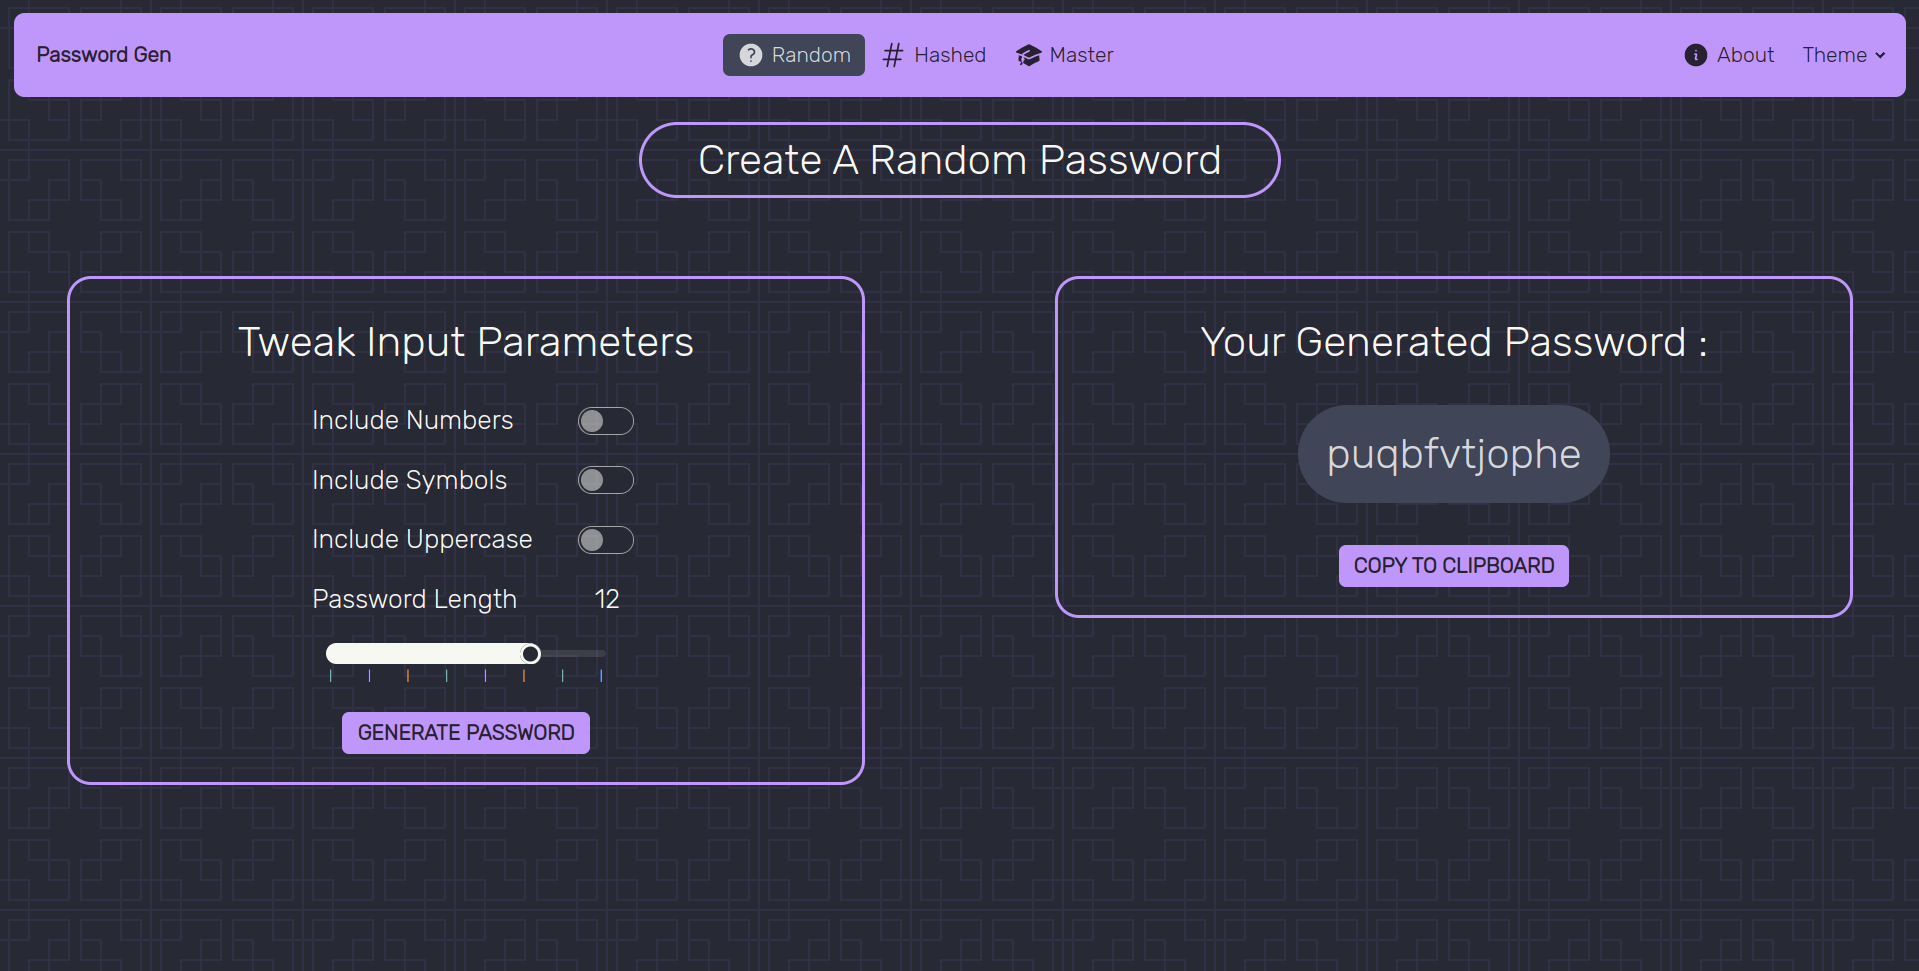 Password Gen
Random
Hashed
Master
About
Theme
Create A Random Password
Tweak Input Parameters
Include Numbers
Include Symbols
Include Uppercase
Password Length 12
GENERATE PASSWORD
Your Generated Password :
puqbfvtjophe
COPY TO CLIPBOARD